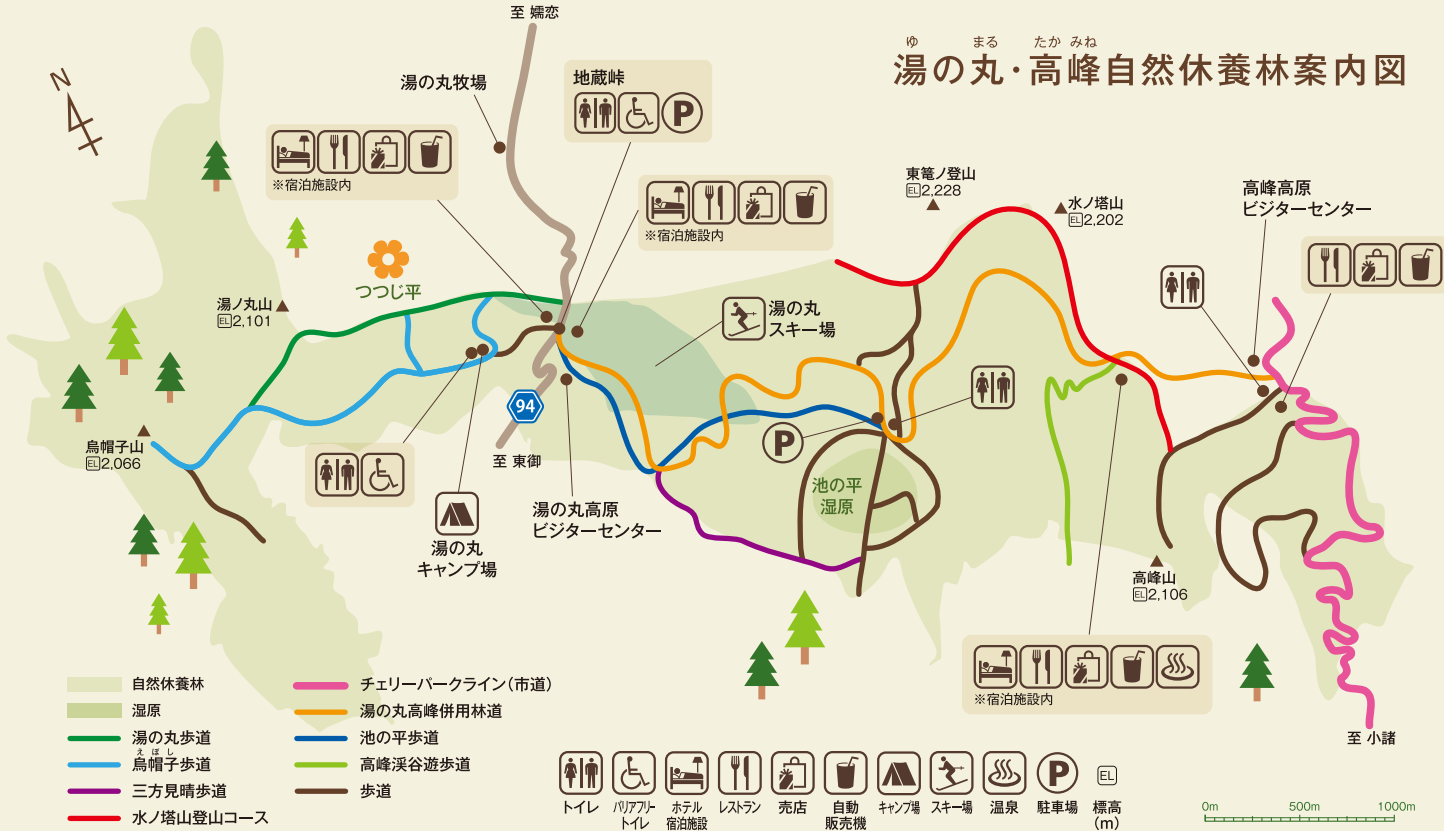 至 嬬恋
ゆ まる たか みね
湯の丸・高峰自然休養林案内図
N
湯の丸牧場
地蔵峠
P
※宿泊施設内
※宿泊施設内
東篭ノ登山
EL 2,228
水ノ塔山
EL 2,202
高峰高原
ビジターセンター
つつじ平
湯ノ丸山
EL 2,101
湯の丸
スキー場
烏帽子山
EL 2,066
94
至 東御
P
池の平
湿原
湯の丸高原
ビジターセンター
湯の丸
キャンプ場
高峰山
EL 2,106
※宿泊施設内
至 小諸
自然休養林
湿原
湯の丸歩道
えぼし
烏帽子歩道
三方見晴歩道
水ノ塔山登山コース
チェリーパークライン(市道)
湯の丸高峰併用林道
池の平歩道
高峰渓谷遊歩道
歩道
P
EL
トイレ
バリアフリー
トイレ
ホテル
宿泊施設
レストラン
売店
自動
販売機
キャンプ場
スキー場
温泉
駐車場
標高
(m)
0m 500m 1000m